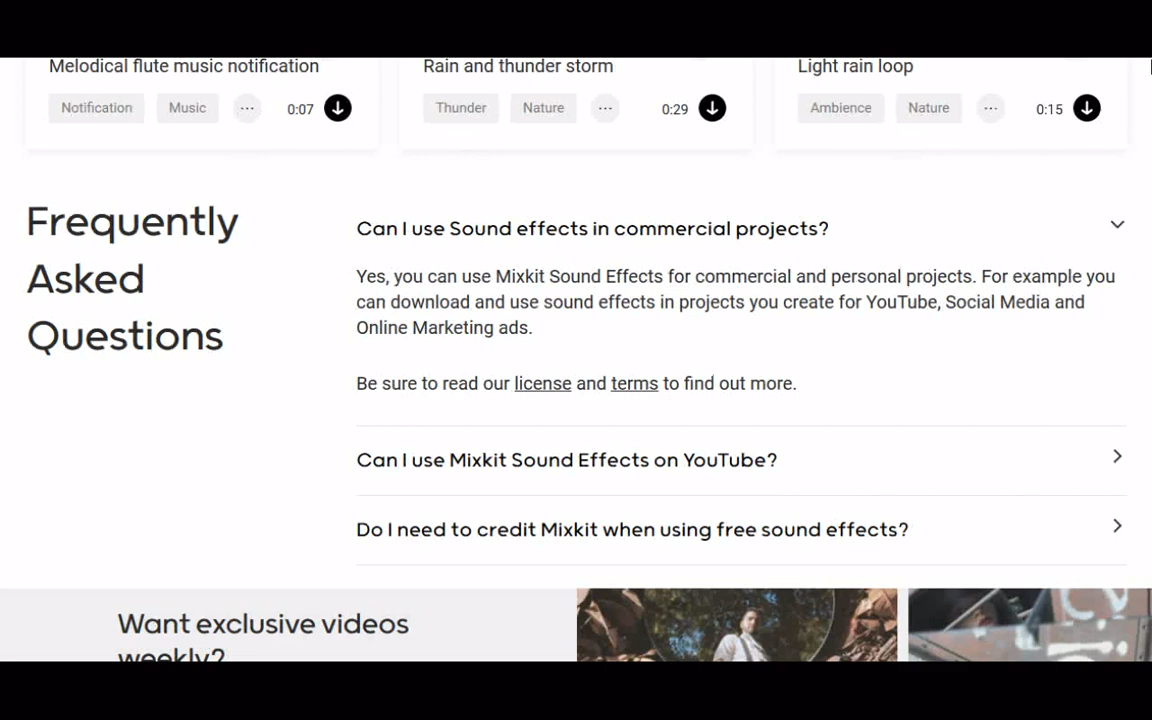 Melodical flute music notification
Notification Music ... 0:07
Rain and thunder storm
Thunder Nature ... 0:29
Light rain loop
Ambience Nature ... 0:15
Frequently
Asked
Questions
Can I use Sound effects in commercial projects?
Yes, you can use Mixkit Sound Effects for commercial and personal projects. For example you
can download and use sound effects in projects you create for YouTube, Social Media and
Online Marketing ads.
Be sure to read our license and terms to find out more.
Can I use Mixkit Sound Effects on YouTube?
Do I need to credit Mixkit when using free sound effects?
Want exclusive videos
weekly?